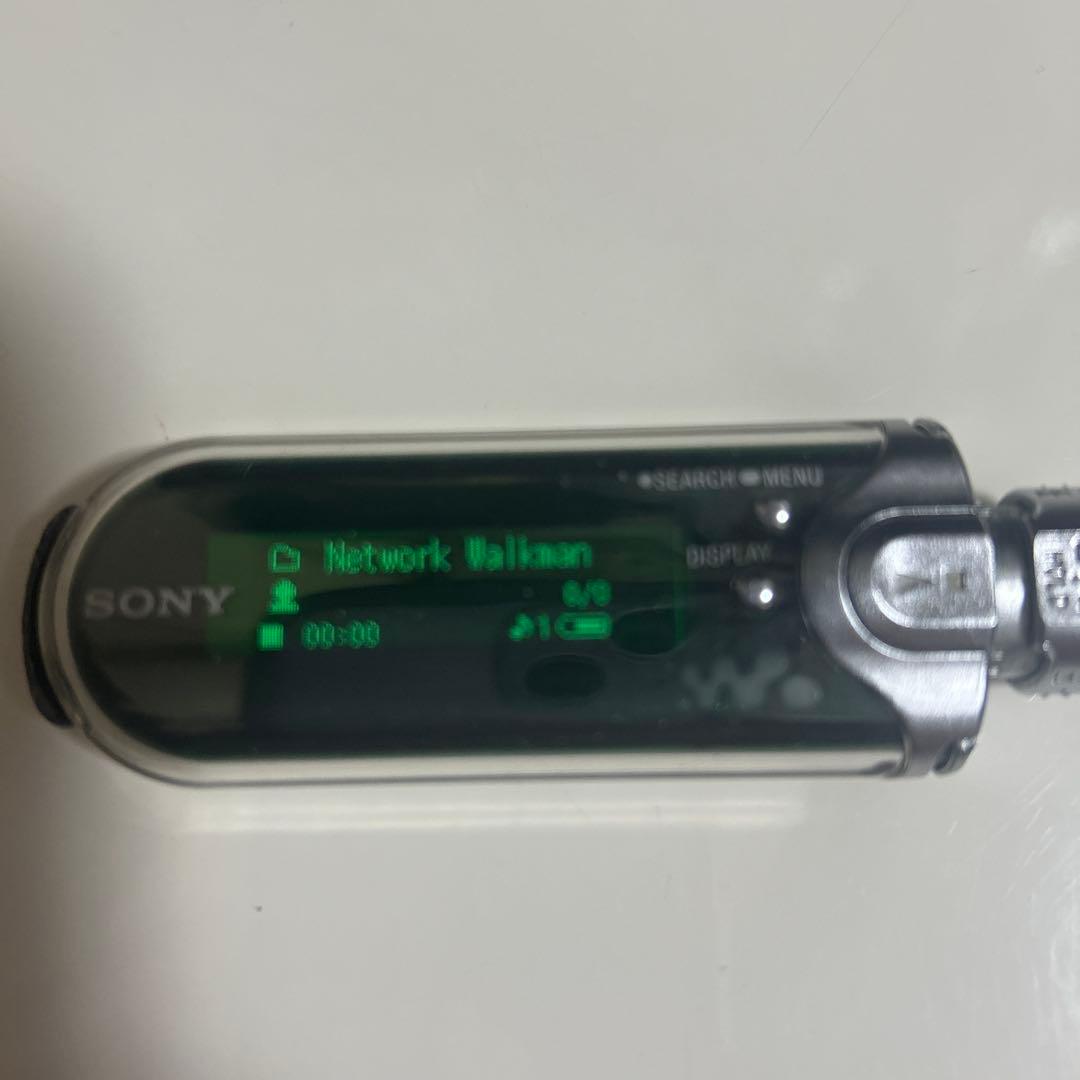 SEARCH MENU
DISPLAY
Network Walkman
0/0
00:00
1
SONY